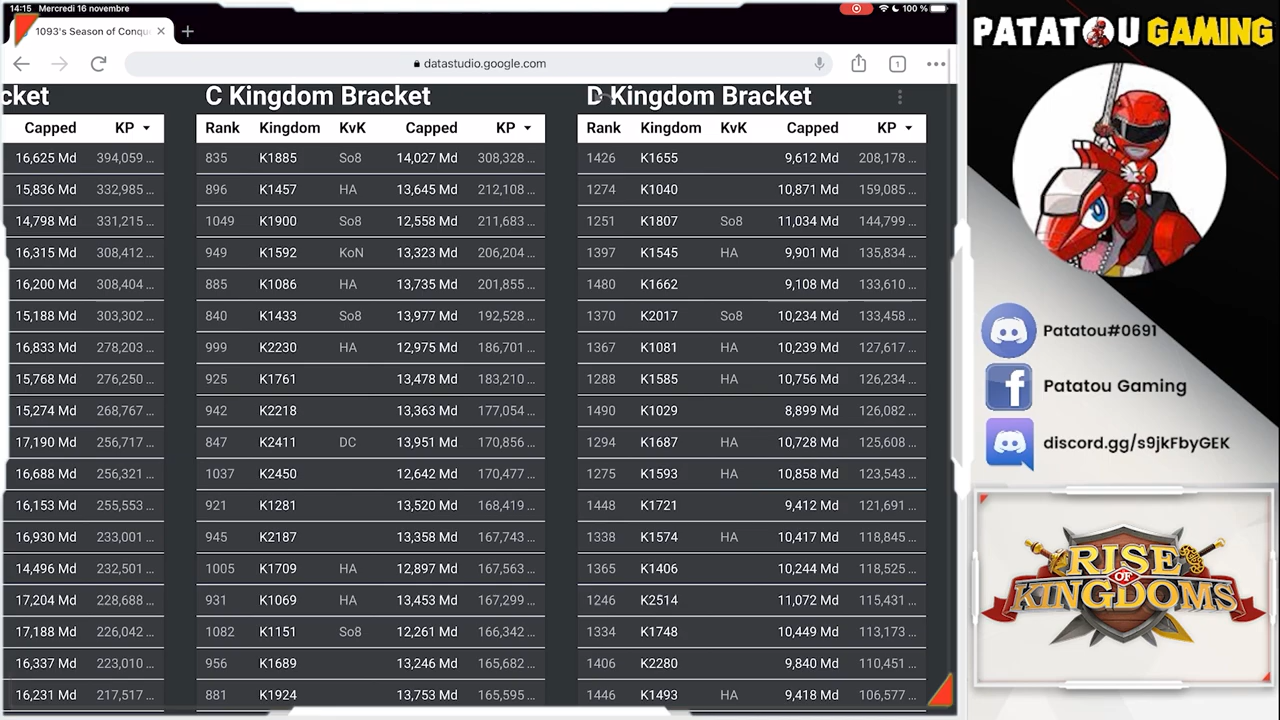 14:15 Mercredi 16 novembre
100 %
1093's Season of Conqu
datastudio.google.com
1
cket
Capped KP
16,625 Md 394,059 ...
15,836 Md 332,985 ...
14,798 Md 331,215 ...
16,315 Md 308,412 ...
16,200 Md 308,404 ...
15,188 Md 303,302 ...
16,833 Md 278,203 ...
15,768 Md 276,250 ...
15,274 Md 268,767 ...
17,190 Md 256,717 ...
16,688 Md 256,321 ...
16,153 Md 255,553 ...
16,930 Md 233,001 ...
14,496 Md 232,501 ...
17,204 Md 228,688 ...
17,188 Md 226,042 ...
16,337 Md 223,010 ...
16,231 Md 217,517 ...
C Kingdom Bracket
Rank Kingdom KvK Capped KP
835 K1885 So8 14,027 Md 308,328 ...
896 K1457 HA 13,645 Md 212,108 ...
1049 K1900 So8 12,558 Md 211,683 ...
949 K1592 KoN 13,323 Md 206,204 ...
885 K1086 HA 13,735 Md 201,855 ...
840 K1433 So8 13,977 Md 192,528 ...
999 K2230 HA 12,975 Md 186,701 ...
925 K1761 13,478 Md 183,210 ...
942 K2218 13,363 Md 177,054 ...
847 K2411 DC 13,951 Md 170,856 ...
1037 K2450 12,642 Md 170,477 ...
921 K1281 13,520 Md 168,419 ...
945 K2187 13,358 Md 167,743 ...
1005 K1709 HA 12,897 Md 167,563 ...
931 K1069 HA 13,453 Md 167,299 ...
1082 K1151 So8 12,261 Md 166,342 ...
956 K1689 13,246 Md 165,682 ...
881 K1924 13,753 Md 165,595 ...
D Kingdom Bracket
Rank Kingdom KvK Capped KP
1426 K1655 9,612 Md 208,178 ...
1274 K1040 10,871 Md 159,085 ...
1251 K1807 So8 11,034 Md 144,799 ...
1397 K1545 HA 9,901 Md 135,834 ...
1480 K1662 9,108 Md 133,610 ...
1370 K2017 So8 10,234 Md 133,458 ...
1367 K1081 HA 10,239 Md 127,617 ...
1288 K1585 HA 10,756 Md 126,234 ...
1490 K1029 8,899 Md 126,082 ...
1294 K1687 HA 10,728 Md 125,608 ...
1275 K1593 HA 10,858 Md 123,543 ...
1448 K1721 9,412 Md 121,691 ...
1338 K1574 HA 10,417 Md 118,845 ...
1365 K1406 10,244 Md 118,525 ...
1246 K2514 11,072 Md 115,431 ...
1334 K1748 10,449 Md 113,173 ...
1406 K2280 9,840 Md 110,451 ...
1446 K1493 HA 9,418 Md 106,577 ...
PATATOU GAMING
Patatou#0691
Patatou Gaming
discord.gg/s9jkFbyGEK
RISE
OF
KINGDOMS